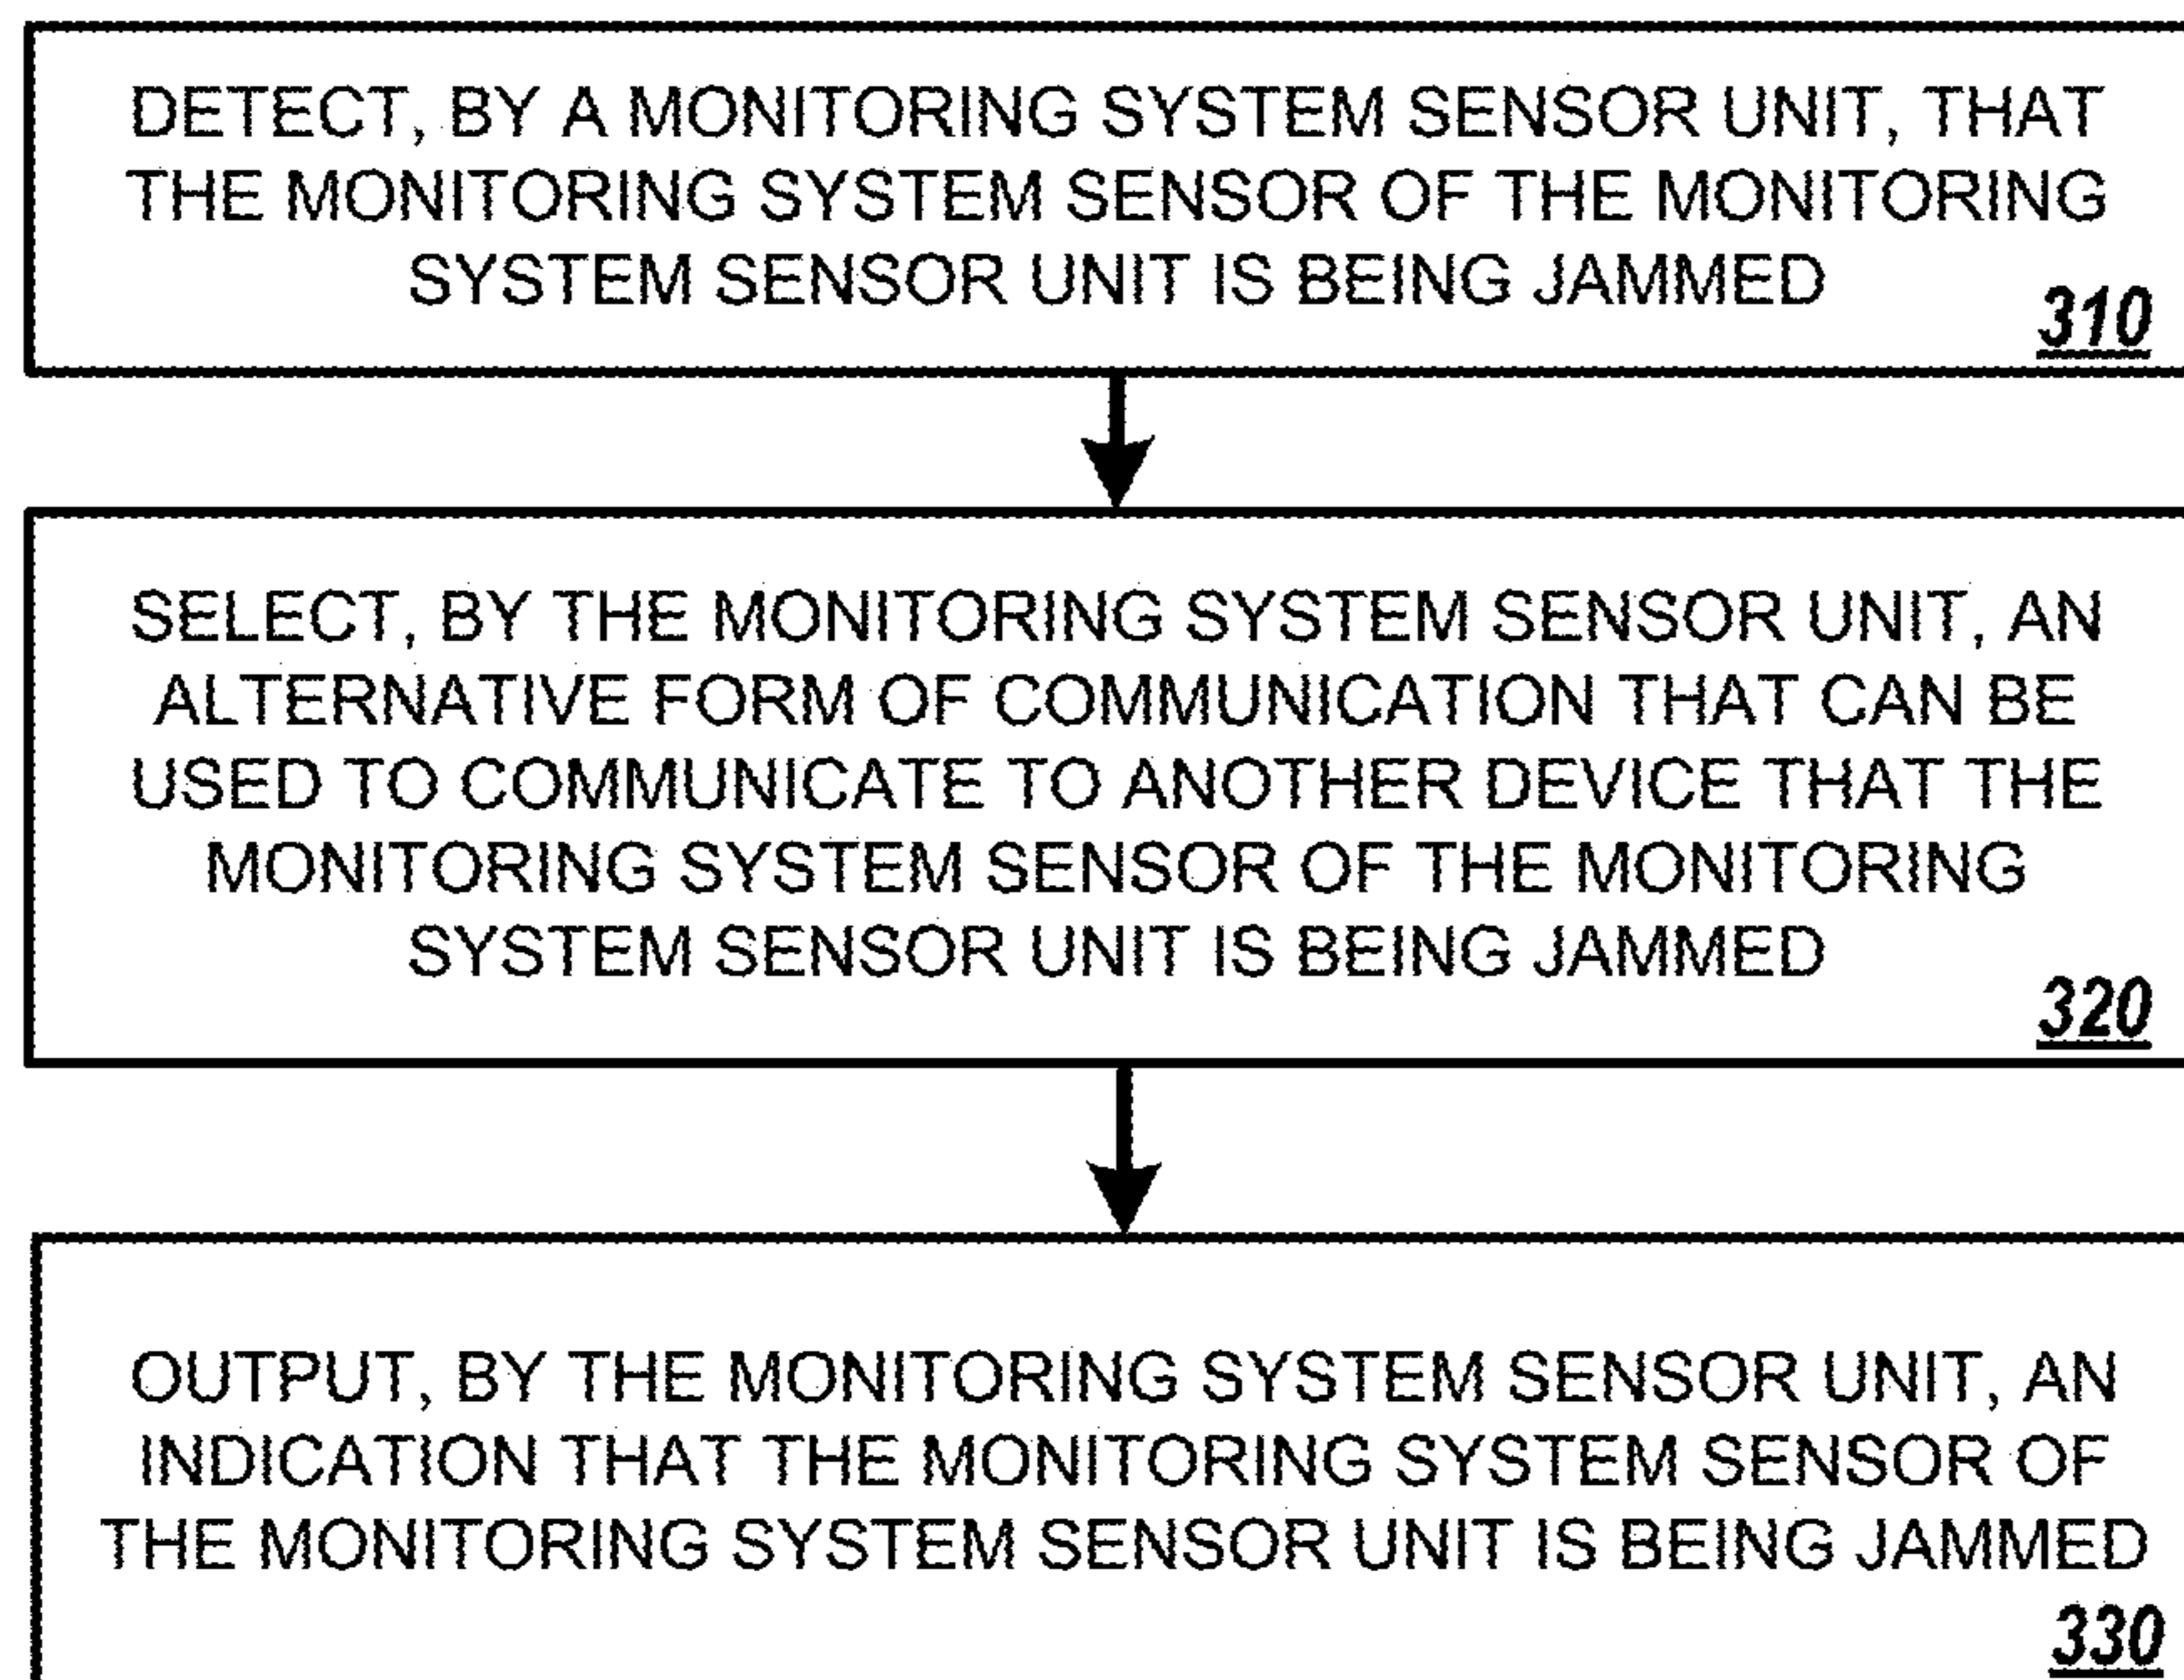 DETECT, BY A MONITORING SYSTEM SENSOR UNIT, THAT
THE MONITORING SYSTEM SENSOR OF THE MONITORING
SYSTEM SENSOR UNIT IS BEING JAMMED
310
SELECT, BY THE MONITORING SYSTEM SENSOR UNIT, AN
ALTERNATIVE FORM OF COMMUNICATION THAT CAN BE
USED TO COMMUNICATE TO ANOTHER DEVICE THAT THE
MONITORING SYSTEM SENSOR OF THE MONITORING
SYSTEM SENSOR UNIT IS BEING JAMMED
320
OUTPUT, BY THE MONITORING SYSTEM SENSOR UNIT, AN
INDICATION THAT THE MONITORING SYSTEM SENSOR OF
THE MONITORING SYSTEM SENSOR UNIT IS BEING JAMMED
330